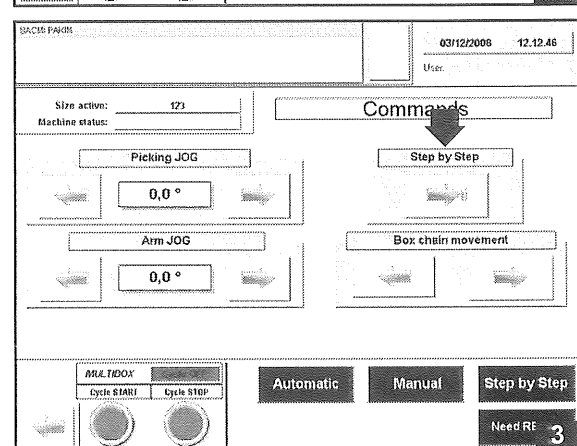 SACMI PAKIM
03/12/2008 12.12.46
User:
Size active: 123
Machine status:
Commands
Picking JOG
Step by Step
0,0 °
Arm JOG
Box chain movement
0,0 °
MULTIBOX
Cycle START
Cycle STOP
Automatic
Manual
Step by Step
Need RE
3